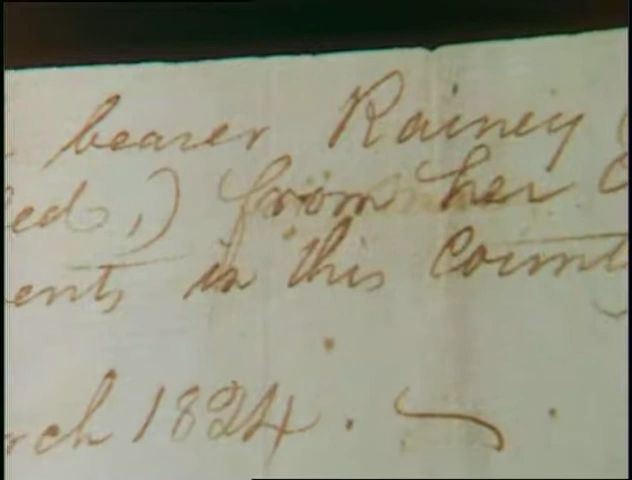 bearer Rainey (
ed,) from her C
ents in this Count
rch 1824.